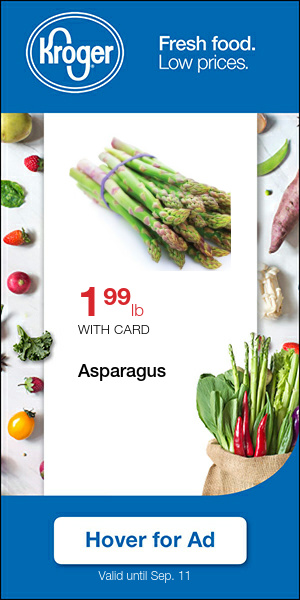 Kroger
Fresh food.
Low prices.
1 99 lb
WITH CARD
Asparagus
Hover for Ad
Valid until Sep. 11